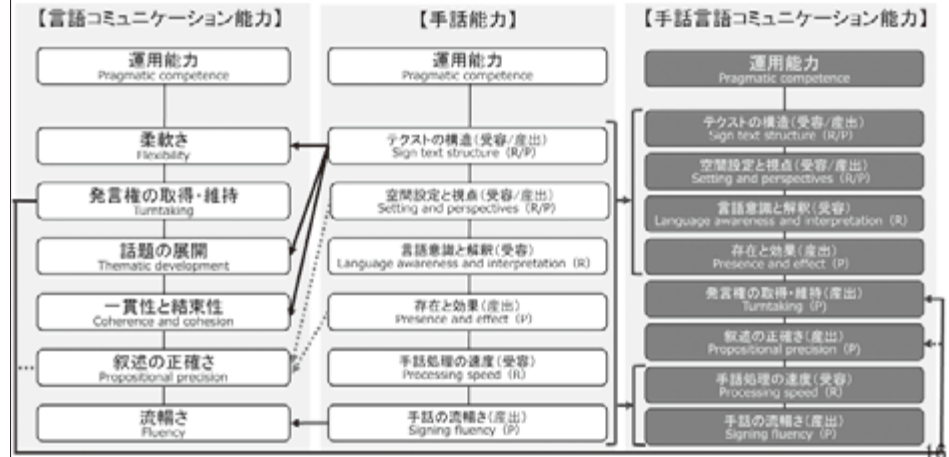 【言語コミュニケーション能力】
運用能力
Pragmatic competence
柔軟さ
Flexibility
発言権の取得・維持
Turntaking
話題の展開
Thematic development
一貫性と結束性
Coherence and cohesion
叙述の正確さ
Propositional precision
流暢さ
Fluency
【手話能力】
運用能力
Pragmatic competence
テクストの構造(受容/産出)
Sign text structure (R/P)
空間設定と視点(受容/産出)
Setting and perspectives (R/P)
言語意識と解釈(受容)
Language awareness and interpretation (R)
存在と効果(産出)
Presence and effect (P)
手話処理の速度(受容)
Processing speed (R)
手話の流暢さ(産出)
Signing fluency (P)
【手話言語コミュニケーション能力】
運用能力
Pragmatic competence
テクストの構造(受容/産出)
Sign text structure (R/P)
空間設定と視点(受容/産出)
Setting and perspectives (R/P)
言語意識と解釈(受容)
Language awareness and interpretation (R)
存在と効果(産出)
Presence and effect (P)
発言権の取得・維持(産出)
Turntaking (P)
叙述の正確さ(産出)
Propositional precision (P)
手話処理の速度(受容)
Processing speed (R)
手話の流暢さ(産出)
Signing fluency (P)
16